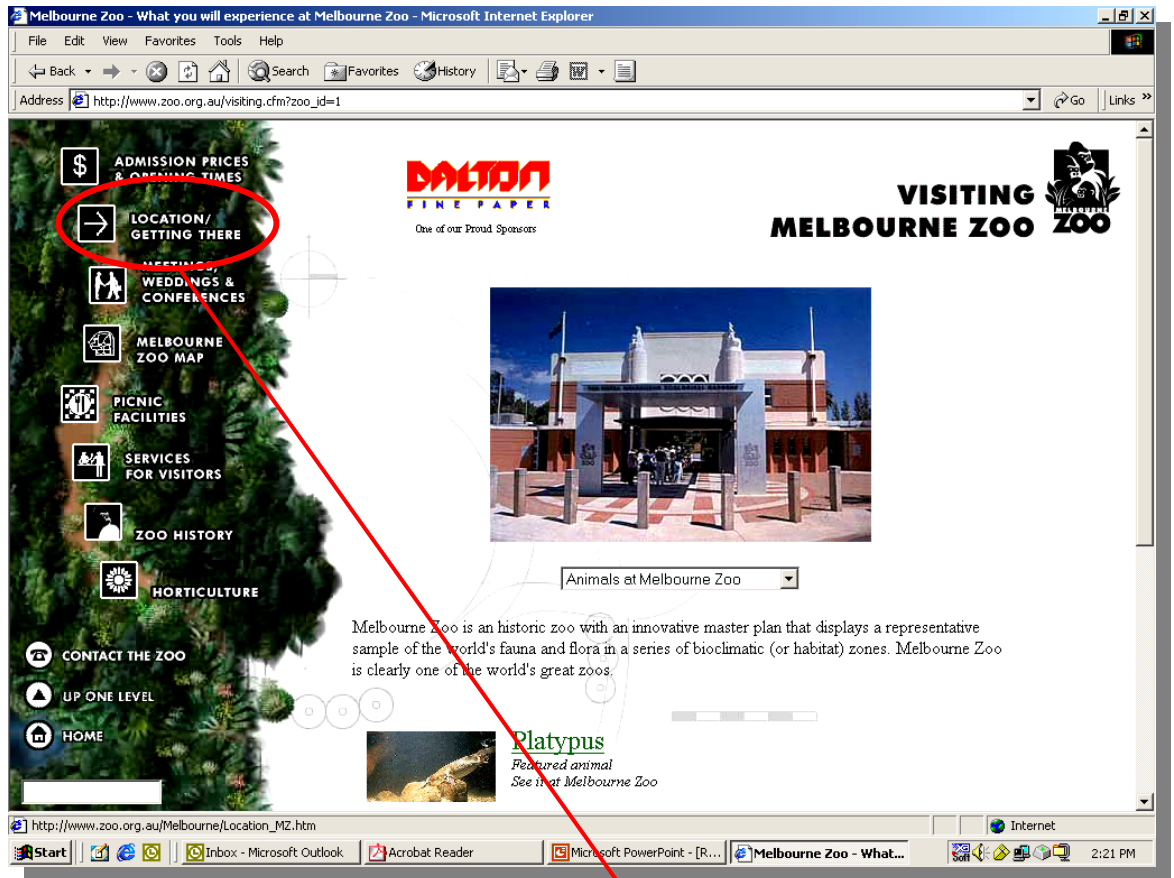 Melbourne Zoo - What you will experience at Melbourne Zoo - Microsoft Internet Explorer
File Edit View Favorites Tools Help
Back Search Favorites History
Address http://www.zoo.org.au/visiting.cfm?zoo_id=1 Go Links »
$ ADMISSION PRICES
& OPENING TIMES
LOCATION/
GETTING THERE
MEETINGS,
WEDDINGS &
CONFERENCES
MELBOURNE
ZOO MAP
PICNIC
FACILITIES
SERVICES
FOR VISITORS
ZOO HISTORY
HORTICULTURE
CONTACT THE ZOO
UP ONE LEVEL
HOME
DALTON
FINE PAPER
One of our Proud Sponsors
VISITING
MELBOURNE ZOO
ZOO
ZOO
Animals at Melbourne Zoo
Melbourne Zoo is an historic zoo with an innovative master plan that displays a representative
sample of the world's fauna and flora in a series of bioclimatic (or habitat) zones. Melbourne Zoo
is clearly one of the world's great zoos.
Platypus
Featured animal
See it at Melbourne Zoo
http://www.zoo.org.au/Melbourne/Location_MZ.htm Internet
Start Inbox - Microsoft Outlook Acrobat Reader Microsoft PowerPoint - [R... Melbourne Zoo - What... 2:21 PM